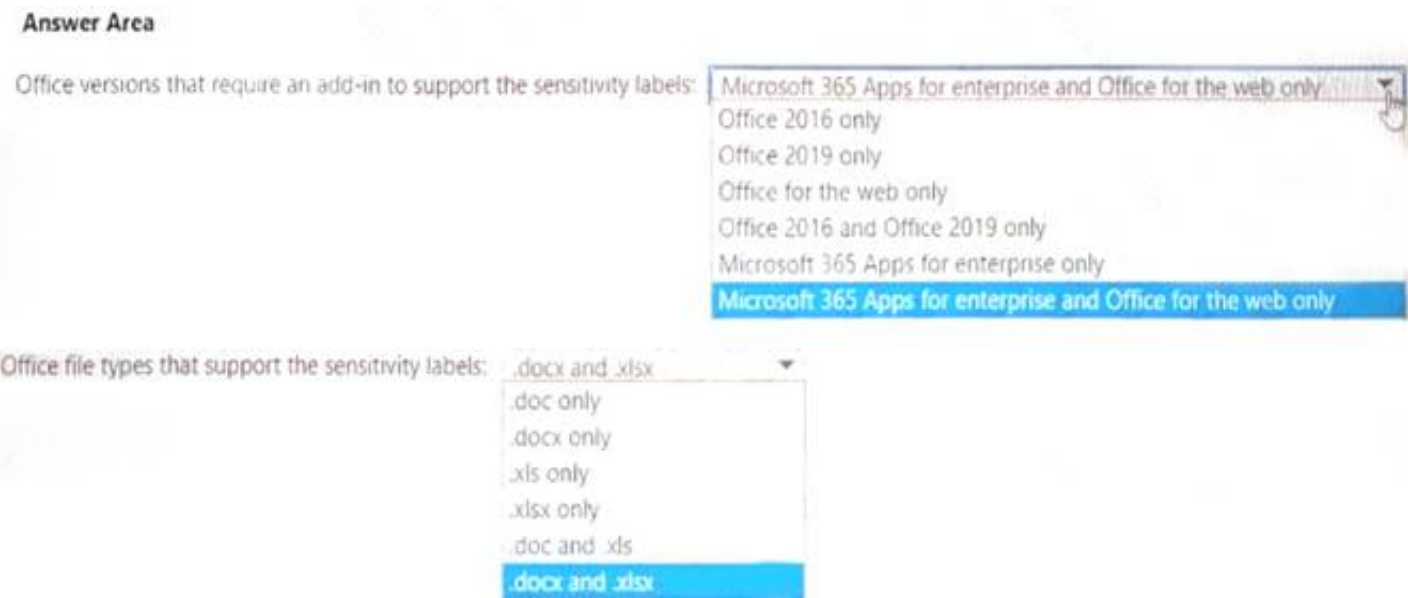 Answer Area
Office versions that require an add-in to support the sensitivity labels: Microsoft 365 Apps for enterprise and Office for the web only
Office 2016 only
Office 2019 only
Office for the web only
Office 2016 and Office 2019 only
Microsoft 365 Apps for enterprise only
Microsoft 365 Apps for enterprise and Office for the web only
Office file types that support the sensitivity labels: .docx and .xlsx
.doc only
.docx only
.xls only
.xlsx only
.doc and .xls
.docx and .xlsx